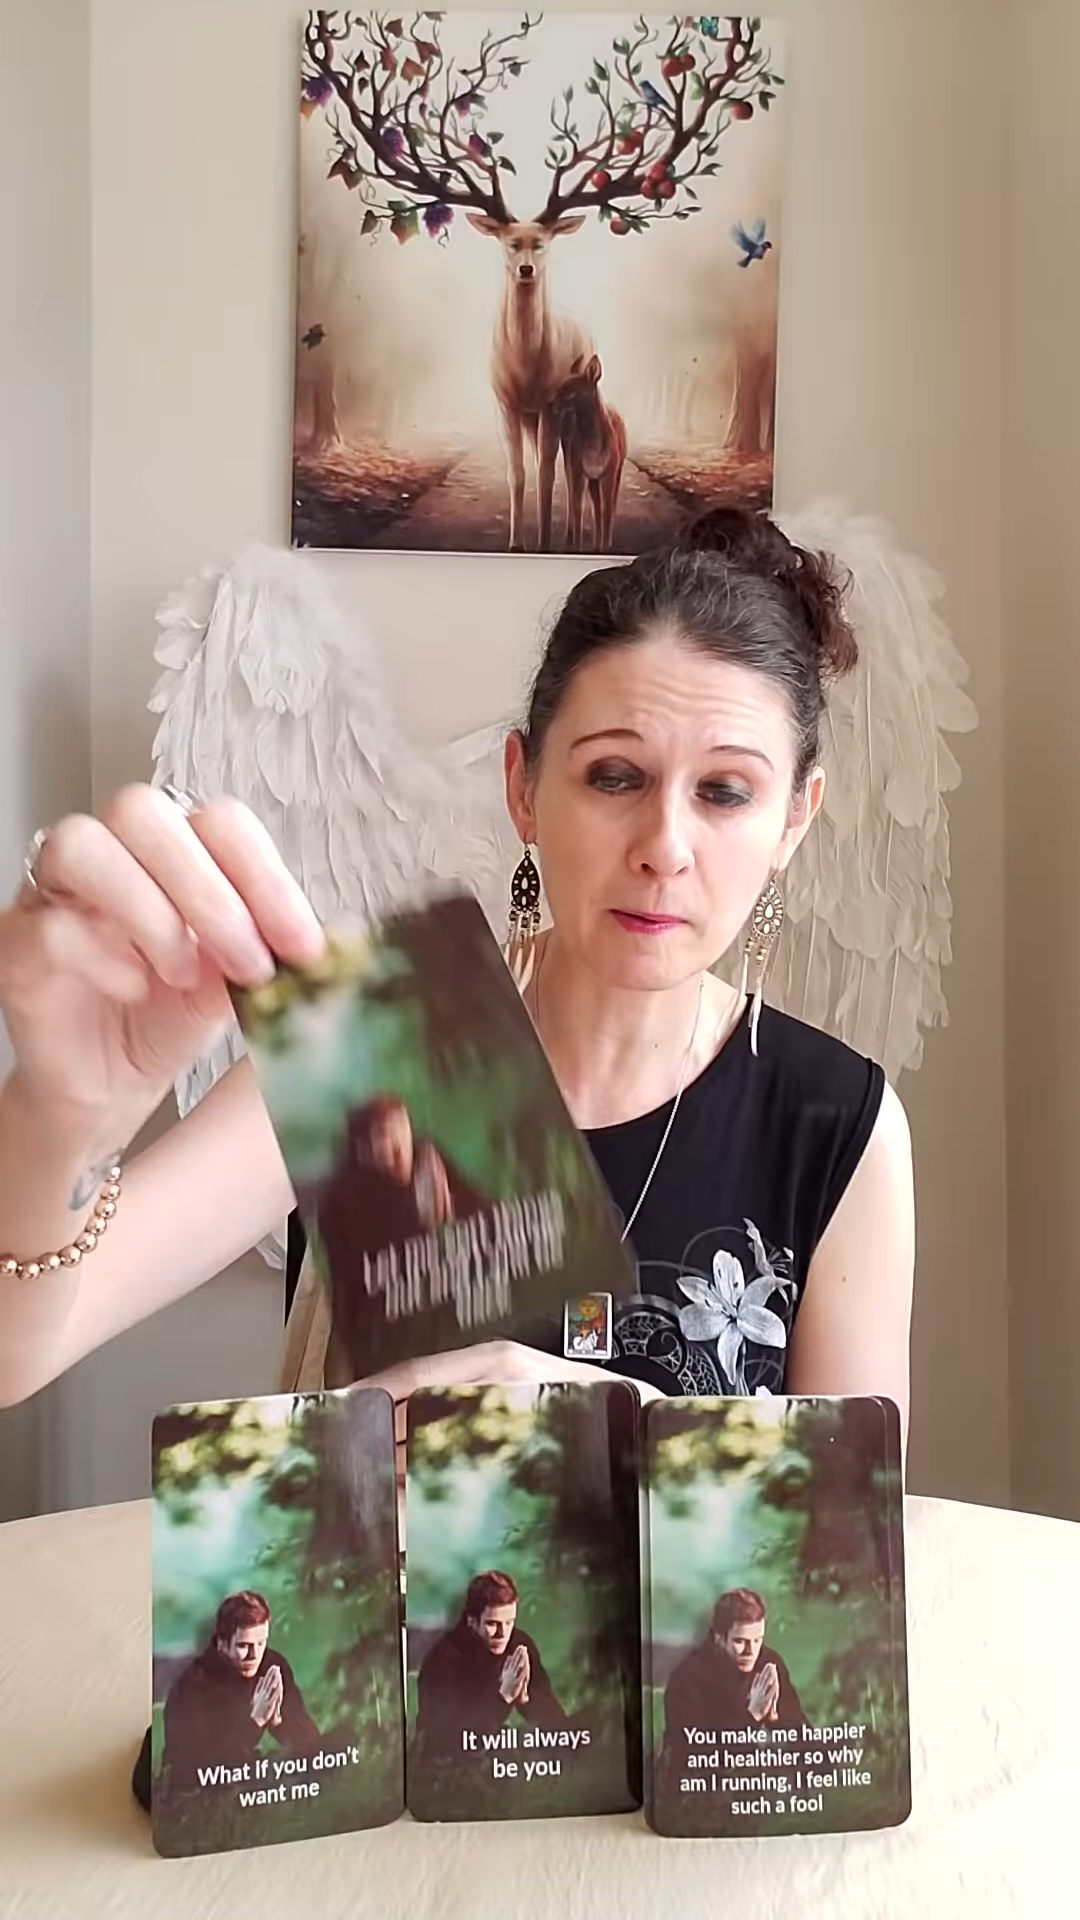 What if you don't
want me
It will always
be you
You make me happier
and healthier so why
am I running, I feel like
such a fool